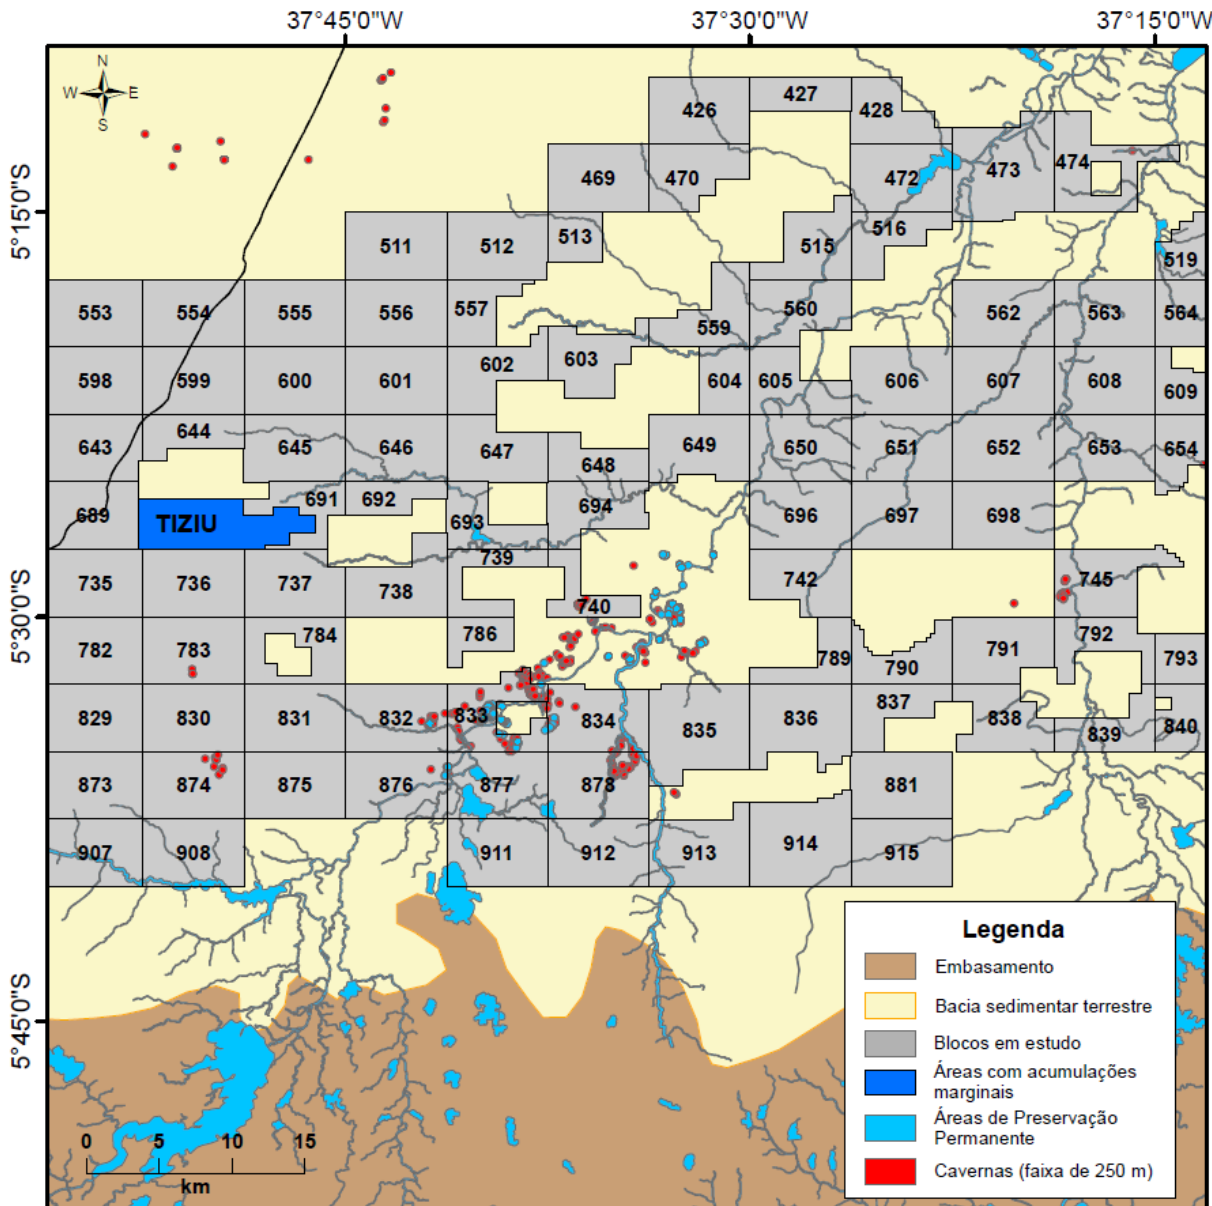 37°45'0"W 37°30'0"W 37°15'0"W
N
W E
S
5°15'0"S
5°30'0"S
5°45'0"S
426 427 428
469 470 472 473 474
511 512 513 515 516 519
553 554 555 556 557 559 560 562 563 564
598 599 600 601 602 603 604 605 606 607 608 609
643 644 645 646 647 648 649 650 651 652 653 654
689 TIZIU 691 692 693 694 696 697 698
735 736 737 738 739 740 742 745
782 783 784 786 789 790 791 792 793
829 830 831 832 833 834 835 836 837 838 839 840
873 874 875 876 877 878 881
907 908 911 912 913 914 915
Legenda
Embasamento
Bacia sedimentar terrestre
Blocos em estudo
Áreas com acumulações
marginais
Áreas de Preservação
Permanente
Cavernas (faixa de 250 m)
0 5 10 15
km